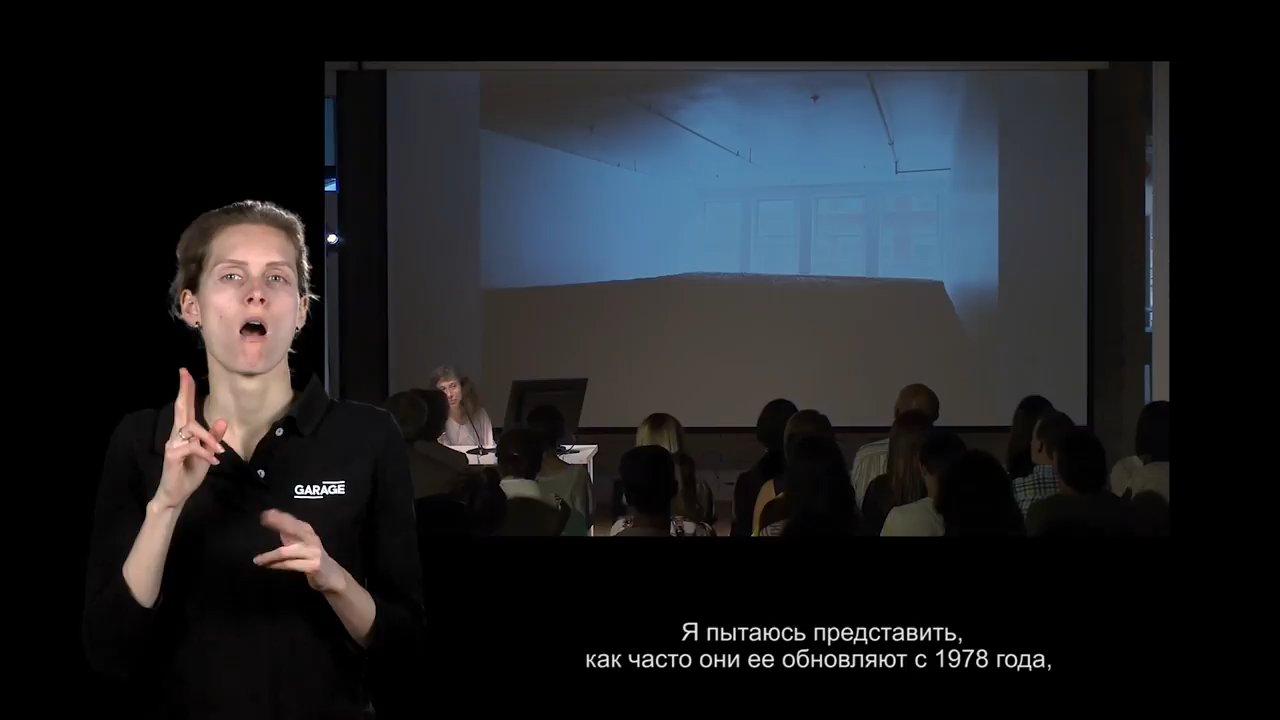 GARAGE
Я пытаюсь представить,
как часто они ее обновляют с 1978 года,